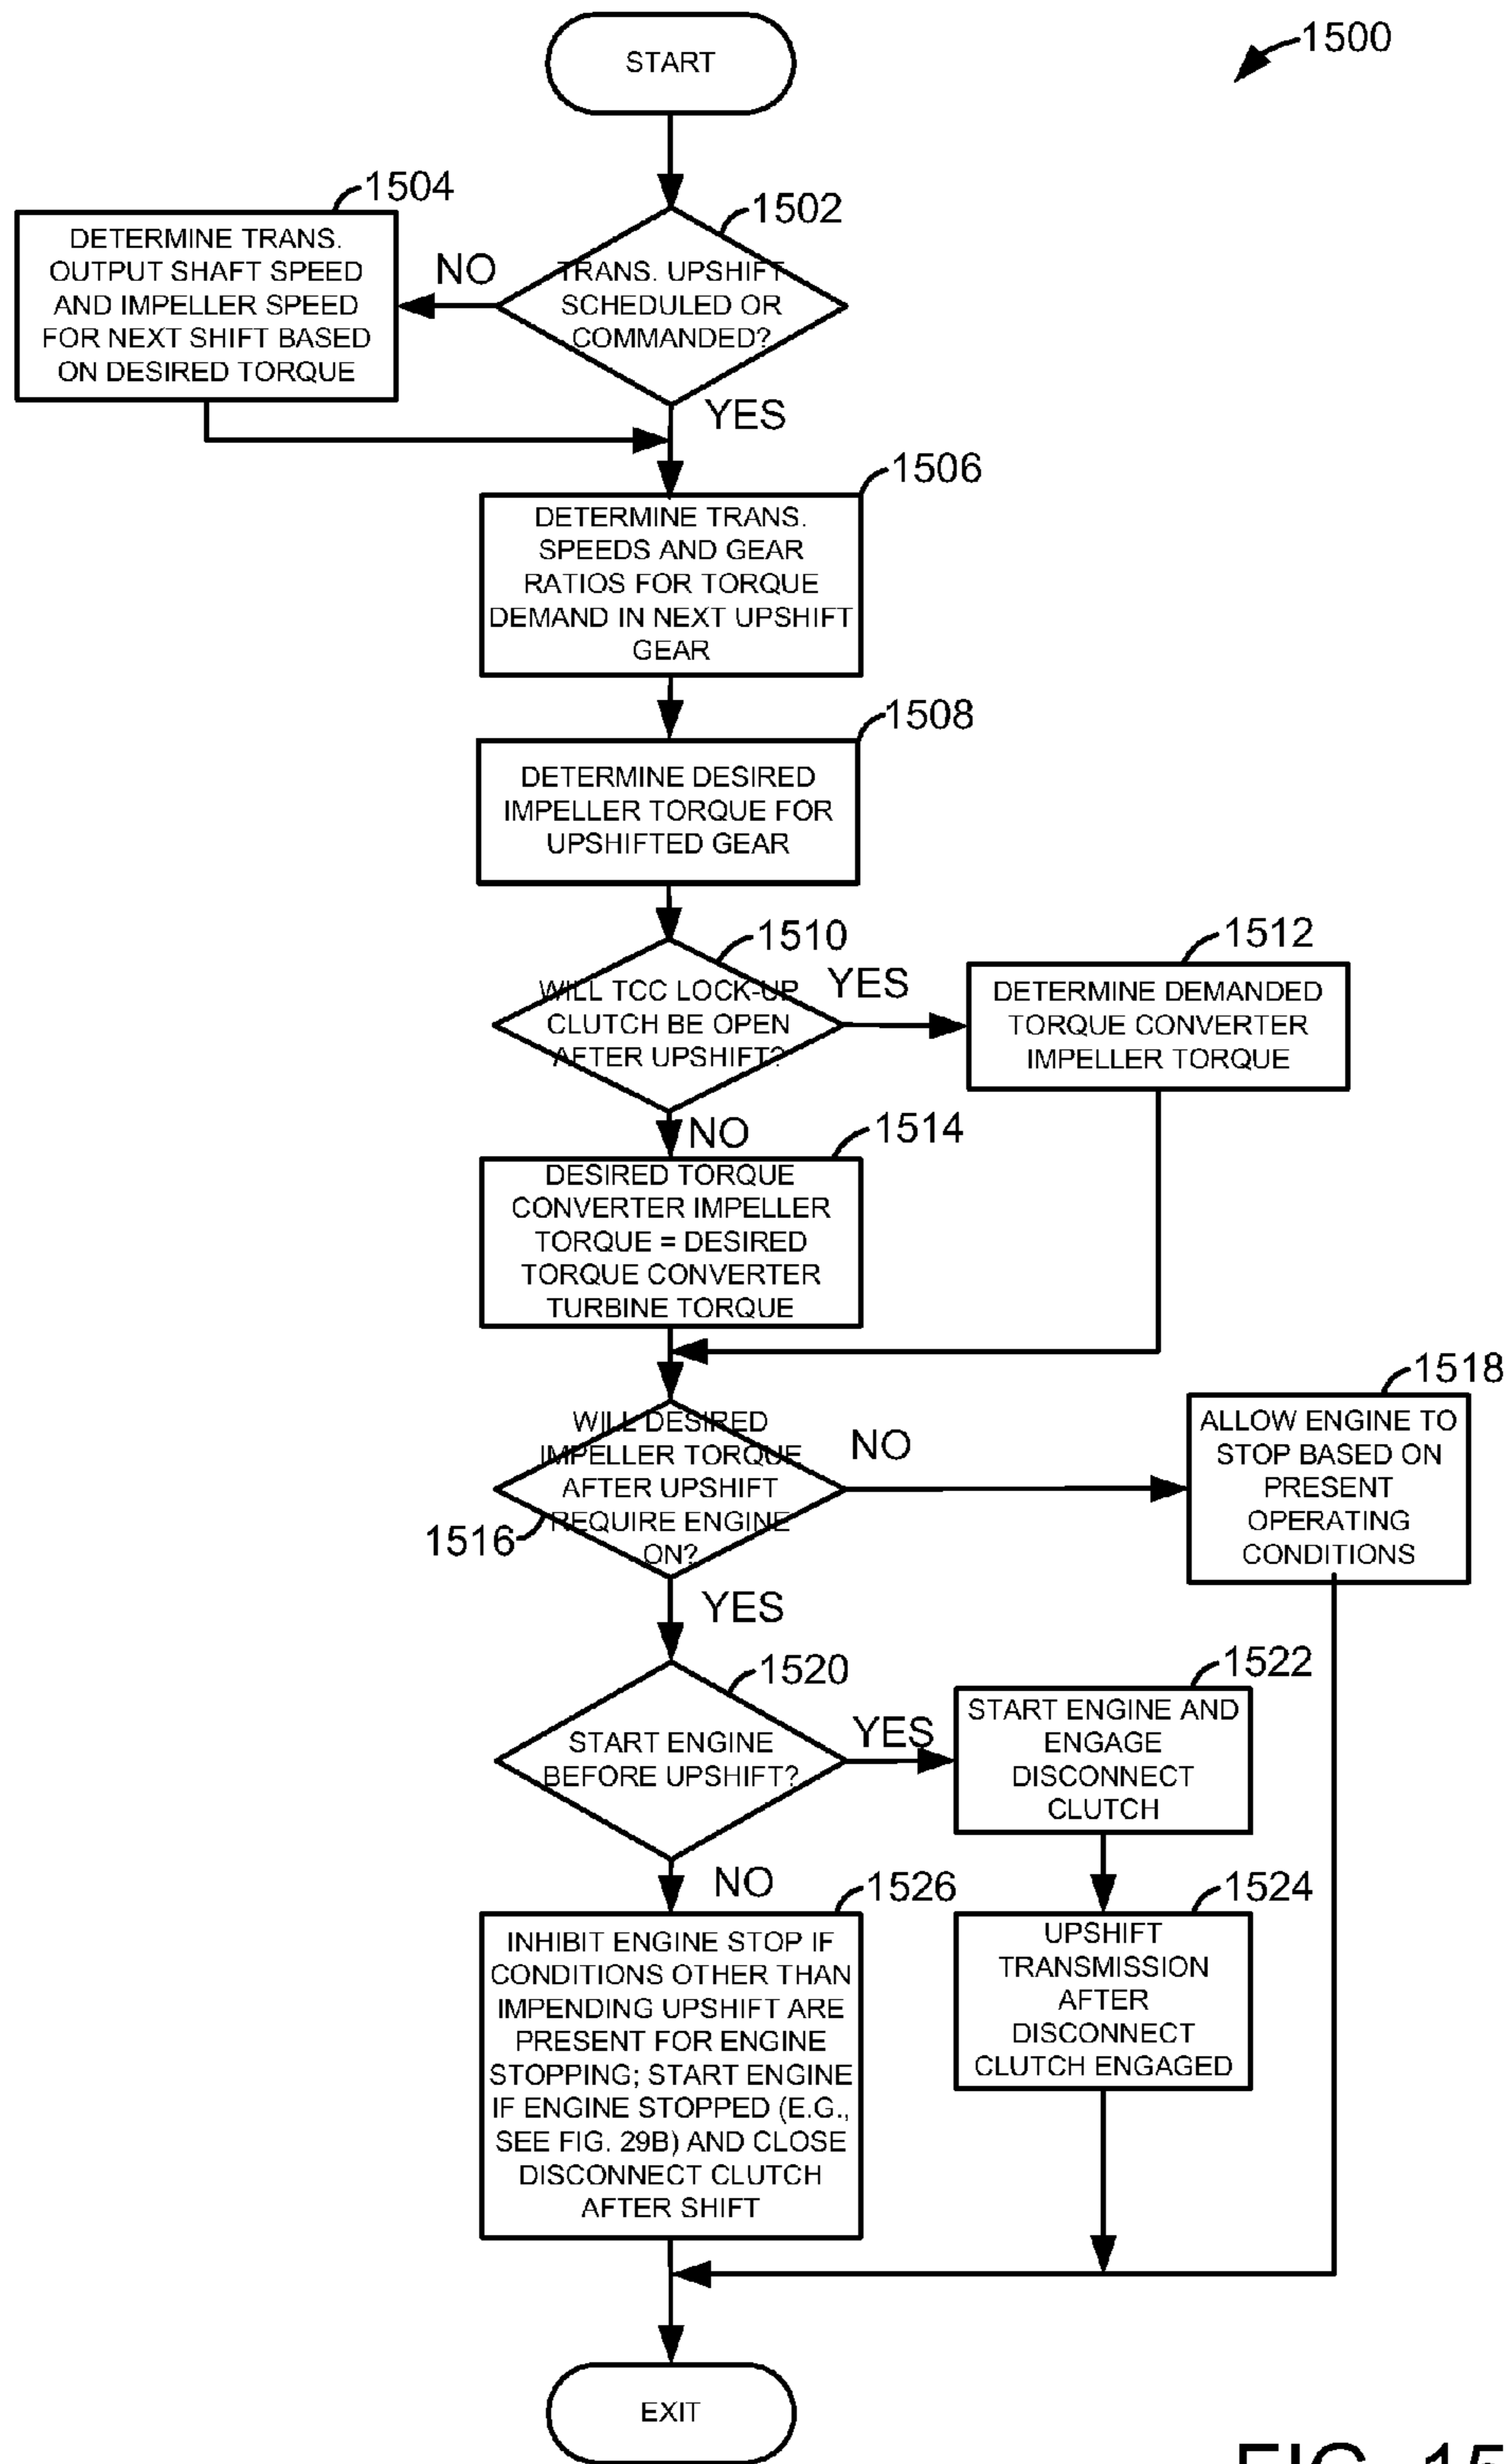 START
1500
1504
1502
DETERMINE TRANS.
OUTPUT SHAFT SPEED
AND IMPELLER SPEED
FOR NEXT SHIFT BASED
ON DESIRED TORQUE
NO
TRANS. UPSHIFT
SCHEDULED OR
COMMANDED?
YES
1506
DETERMINE TRANS.
SPEEDS AND GEAR
RATIOS FOR TORQUE
DEMAND IN NEXT UPSHIFT
GEAR
1508
DETERMINE DESIRED
IMPELLER TORQUE FOR
UPSHIFTED GEAR
1510
WILL TCC LOCK-UP
CLUTCH BE OPEN
AFTER UPSHIFT?
YES
1512
DETERMINE DEMANDED
TORQUE CONVERTER
IMPELLER TORQUE
NO
1514
DESIRED TORQUE
CONVERTER IMPELLER
TORQUE = DESIRED
TORQUE CONVERTER
TURBINE TORQUE
1516
WILL DESIRED
IMPELLER TORQUE
AFTER UPSHIFT
REQUIRE ENGINE
ON?
NO
1518
ALLOW ENGINE TO
STOP BASED ON
PRESENT
OPERATING
CONDITIONS
YES
1520
START ENGINE
BEFORE UPSHIFT?
YES
1522
START ENGINE AND
ENGAGE
DISCONNECT
CLUTCH
NO
1526
INHIBIT ENGINE STOP IF
CONDITIONS OTHER THAN
IMPENDING UPSHIFT ARE
PRESENT FOR ENGINE
STOPPING; START ENGINE
IF ENGINE STOPPED (E.G.,
SEE FIG. 29B) AND CLOSE
DISCONNECT CLUTCH
AFTER SHIFT
1524
UPSHIFT
TRANSMISSION
AFTER
DISCONNECT
CLUTCH ENGAGED
EXIT
FIG. 15